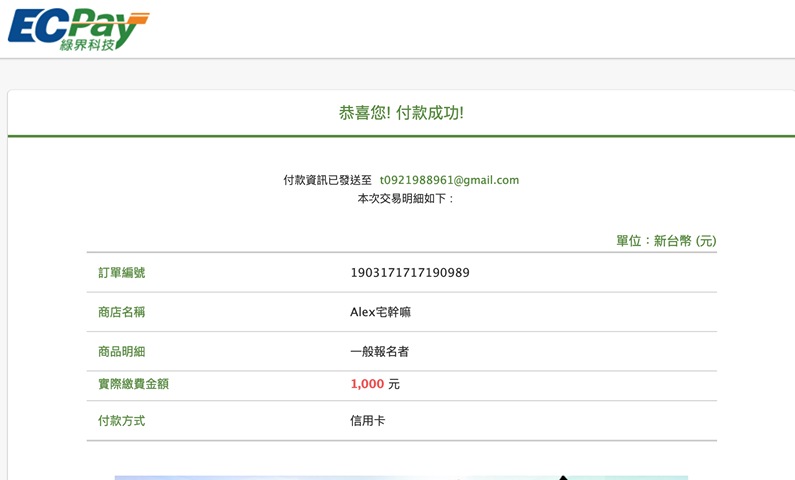 ECPay
綠界科技
恭喜您! 付款成功!
付款資訊已發送至 t0921988961@gmail.com
本次交易明細如下：
單位：新台幣 (元)
訂單編號 1903171717190989
商店名稱 Alex宅幹嘛
商品明細 一般報名者
實際繳費金額 1,000 元
付款方式 信用卡